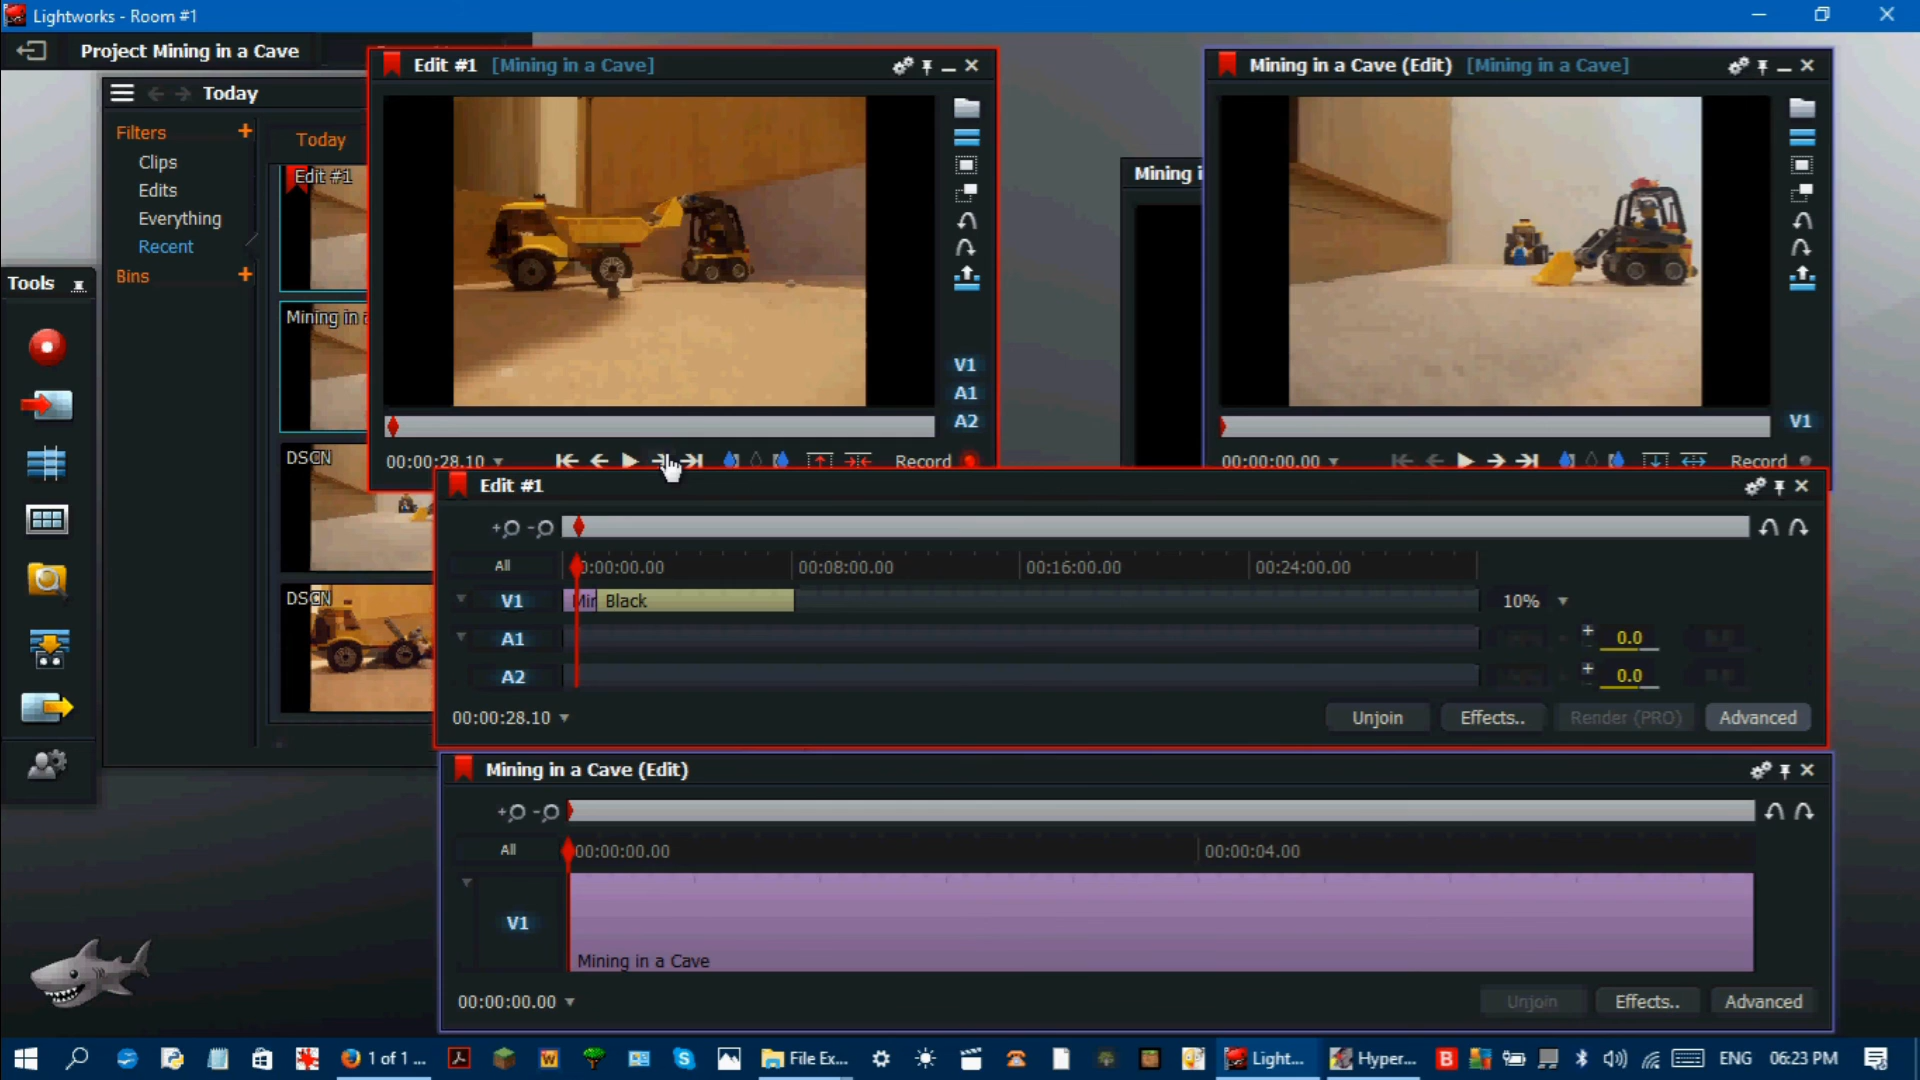 Lightworks - Room #1
Project Mining in a Cave
Today
Filters
Clips
Edits
Everything
Recent
Bins
Tools
Today
Edit #1
Mining in
DSCN
DSCN
Edit #1 [Mining in a Cave]
V1
A1
A2
00:00:28.10
Record
Mining
Mining in a Cave (Edit) [Mining in a Cave]
V1
00:00:00.00
Record
Edit #1
All
00:00:00.00 00:08:00.00 00:16:00.00 00:24:00.00
V1 Black 10%
A1 0.0
A2 0.0
00:00:28.10
Unjoin Effects.. Render (PRO) Advanced
Mining in a Cave (Edit)
All
00:00:00.00 00:00:04.00
V1
Mining in a Cave
00:00:00.00
Unjoin Effects.. Advanced
1 of 1 ... File Ex... Light... Hyper... ENG 06:23 PM